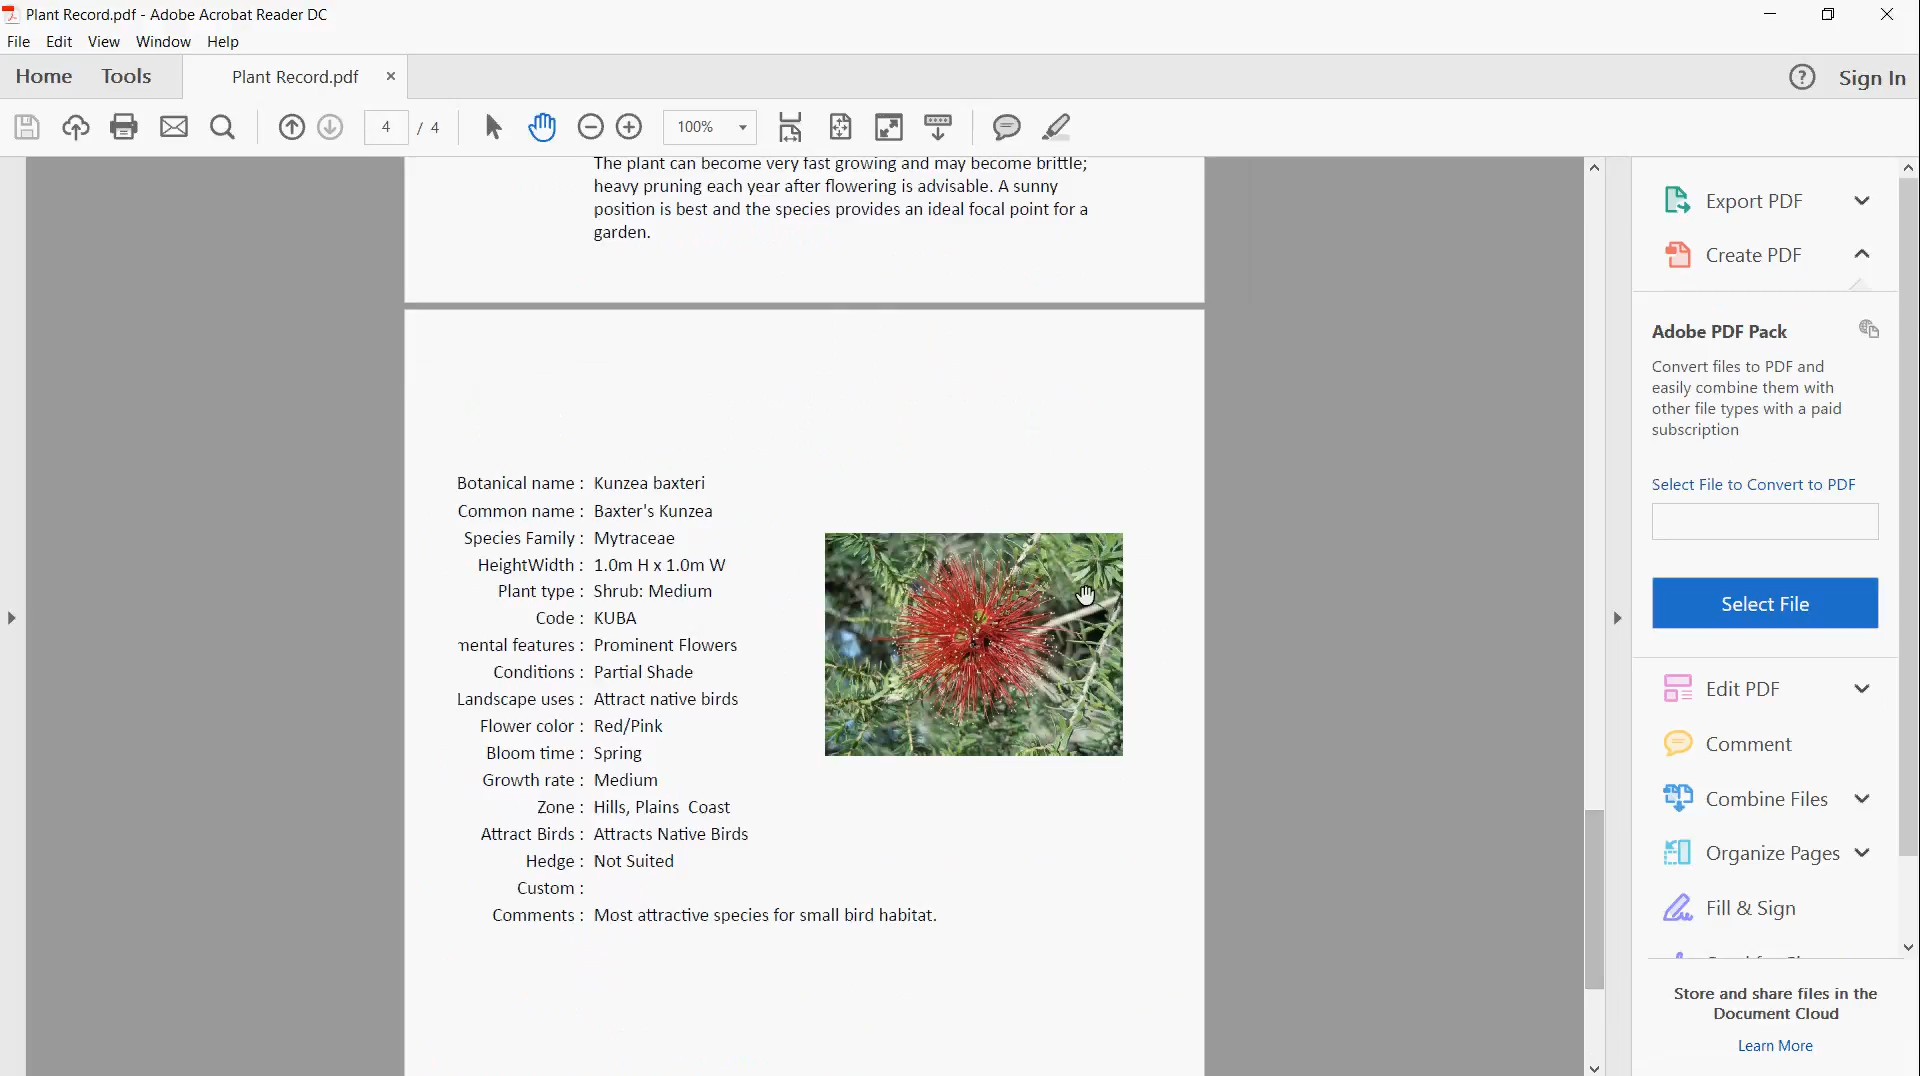 Plant Record.pdf - Adobe Acrobat Reader DC
File Edit View Window Help
Home Tools Plant Record.pdf × ? Sign In
4 / 4 100%
The plant can become very fast growing and may become brittle;
heavy pruning each year after flowering is advisable. A sunny
position is best and the species provides an ideal focal point for a
garden.
Botanical name : Kunzea baxteri
Common name : Baxter's Kunzea
Species Family : Mytraceae
HeightWidth : 1.0m H x 1.0m W
Plant type : Shrub: Medium
Code : KUBA
mental features : Prominent Flowers
Conditions : Partial Shade
Landscape uses : Attract native birds
Flower color : Red/Pink
Bloom time : Spring
Growth rate : Medium
Zone : Hills, Plains Coast
Attract Birds : Attracts Native Birds
Hedge : Not Suited
Custom :
Comments : Most attractive species for small bird habitat.
Export PDF
Create PDF
Adobe PDF Pack
Convert files to PDF and
easily combine them with
other file types with a paid
subscription
Select File to Convert to PDF
Select File
Edit PDF
Comment
Combine Files
Organize Pages
Fill & Sign
Store and share files in the
Document Cloud
Learn More